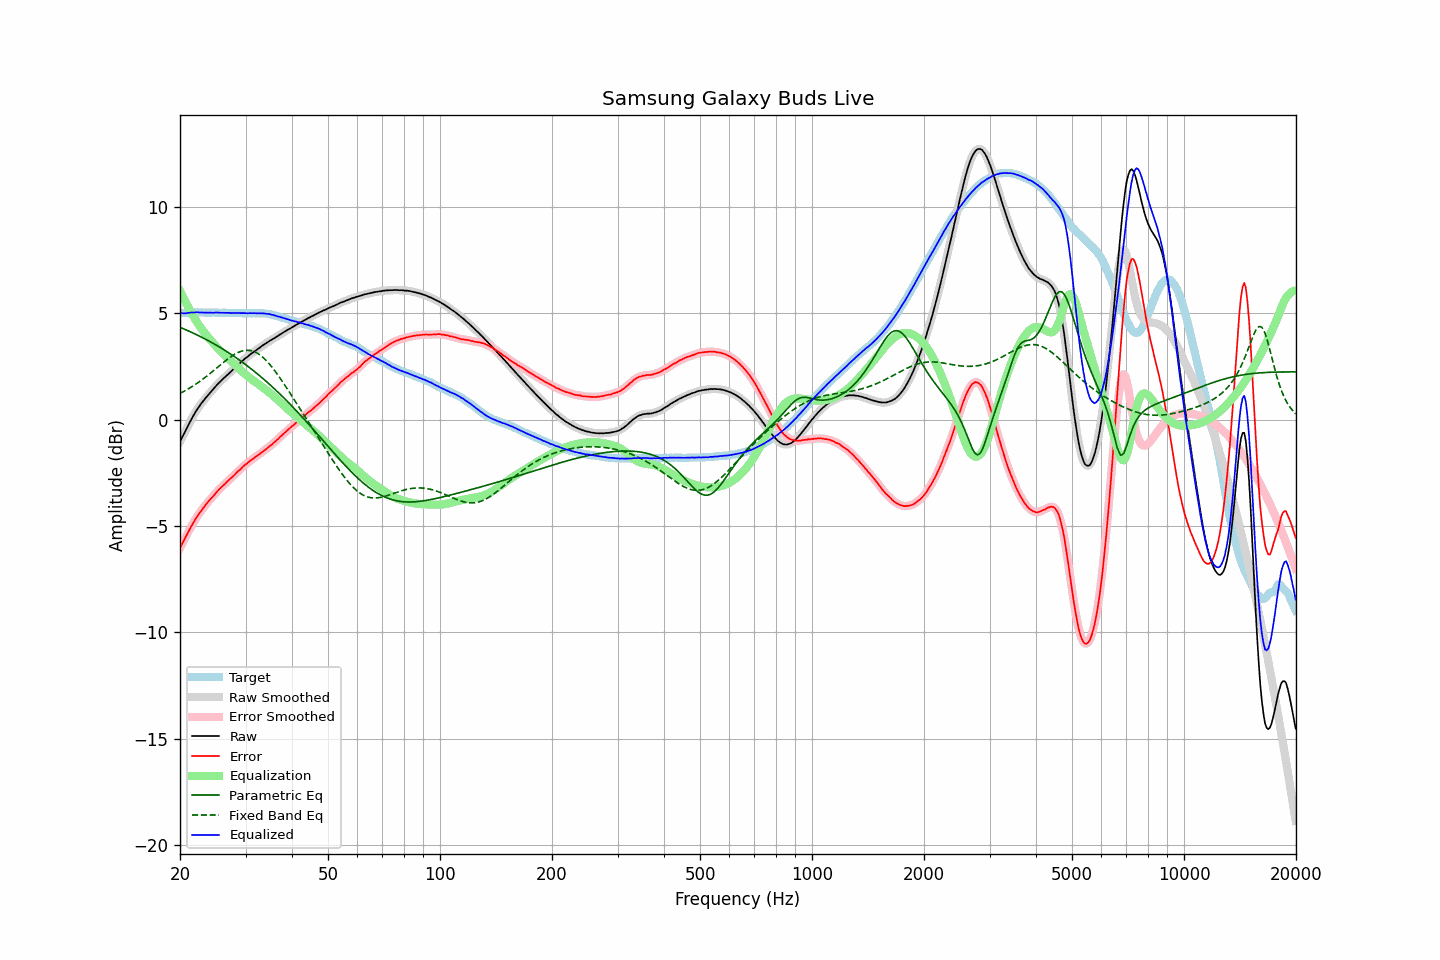 Samsung Galaxy Buds Live
Amplitude (dBr)
10
5
0
−5
−10
−15
−20
Target
Raw Smoothed
Error Smoothed
Raw
Error
Equalization
Parametric Eq
Fixed Band Eq
Equalized
20 50 100 200 500 1000 2000 5000 10000 20000
Frequency (Hz)